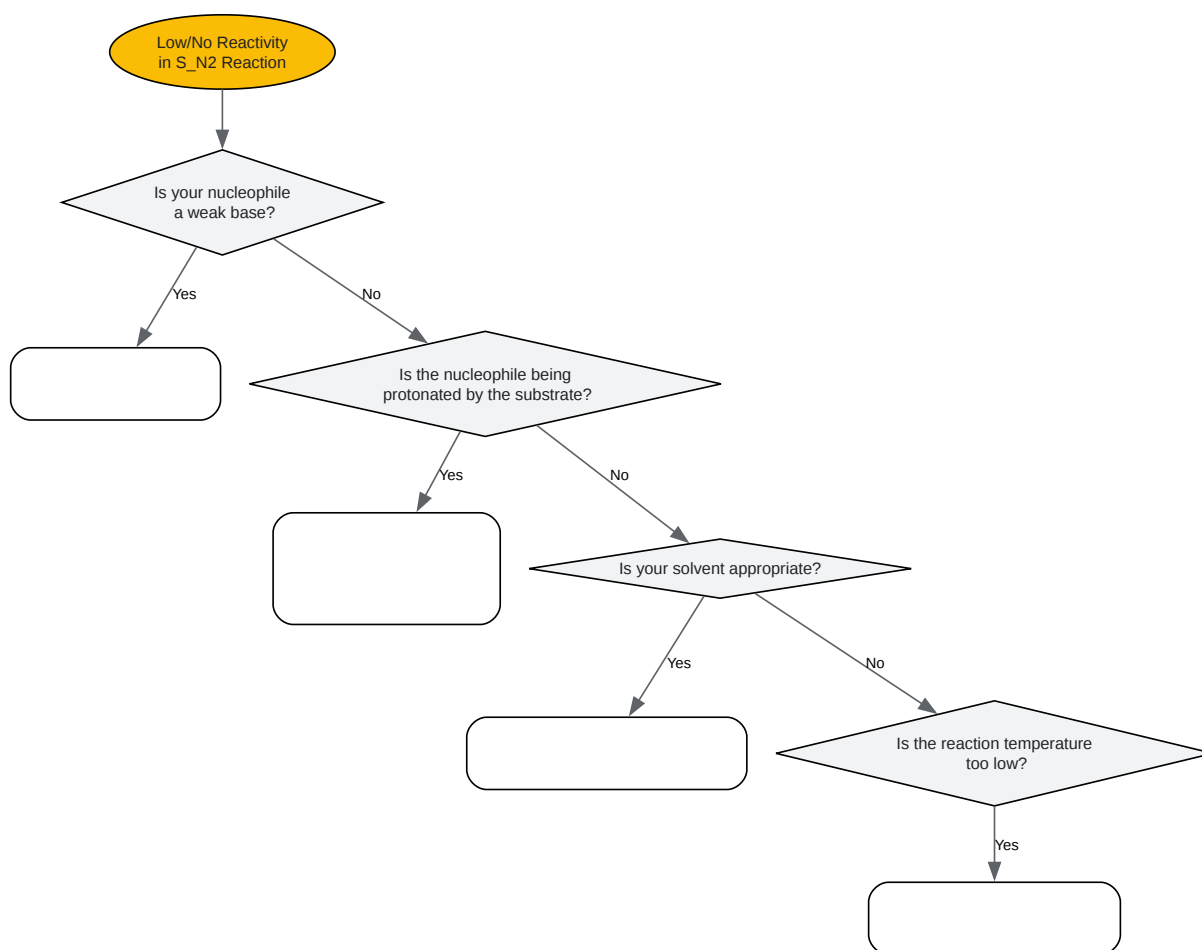 Low/No Reactivity
in S_N2 Reaction
Is your nucleophile
a weak base?
Yes
No
Is the nucleophile being
protonated by the substrate?
Yes
No
Is your solvent appropriate?
Yes
No
Is the reaction temperature
too low?
Yes